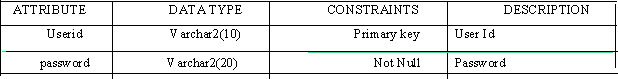 ATTRIBUTE DATA TYPE CONSTRAINTS DESCRIPTION
Userid Varchar2(10) Primary key User Id
password Varchar2(20) Not Null Password